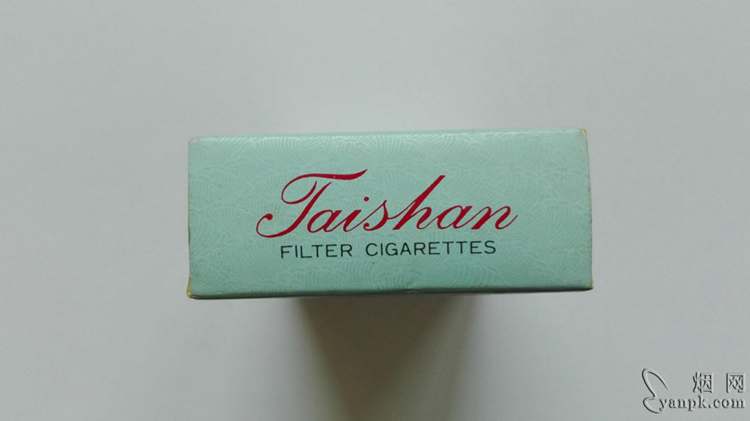 Taishan
FILTER CIGARETTES
烟网
yanpk.com